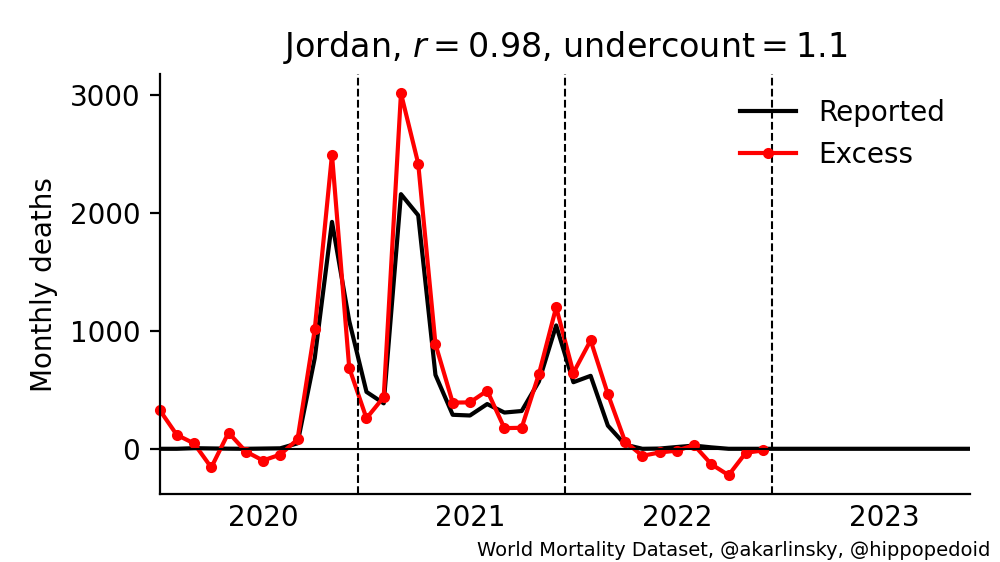 Jordan, r = 0.98, undercount = 1.1
3000
2000
1000
0
Monthly deaths
Reported
Excess
2020 2021 2022 2023
World Mortality Dataset, @akarlinsky, @hippopedoid